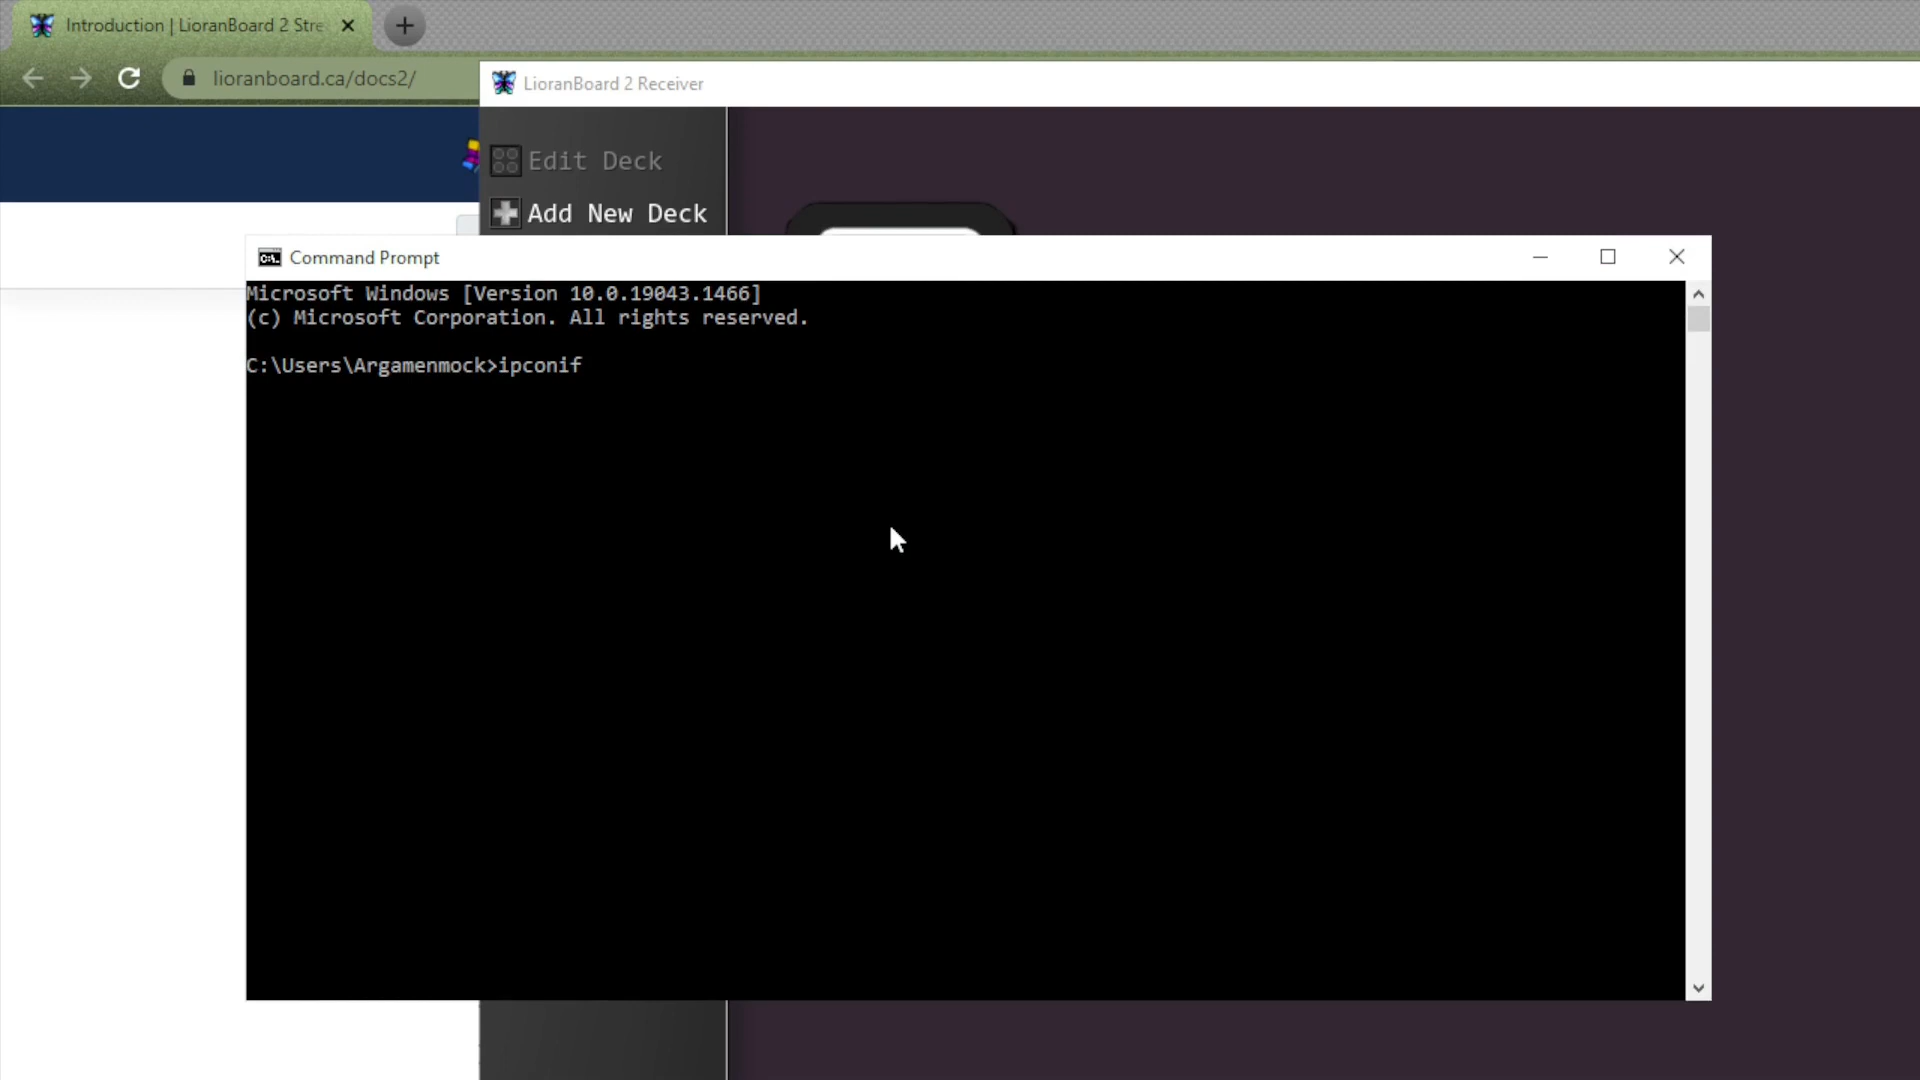 Introduction | LioranBoard 2 Stre
lioranboard.ca/docs2/
LioranBoard 2 Receiver
Edit Deck
Add New Deck
Command Prompt
Microsoft Windows [Version 10.0.19043.1466]
(c) Microsoft Corporation. All rights reserved.
C:\Users\Argamenmock>ipconif